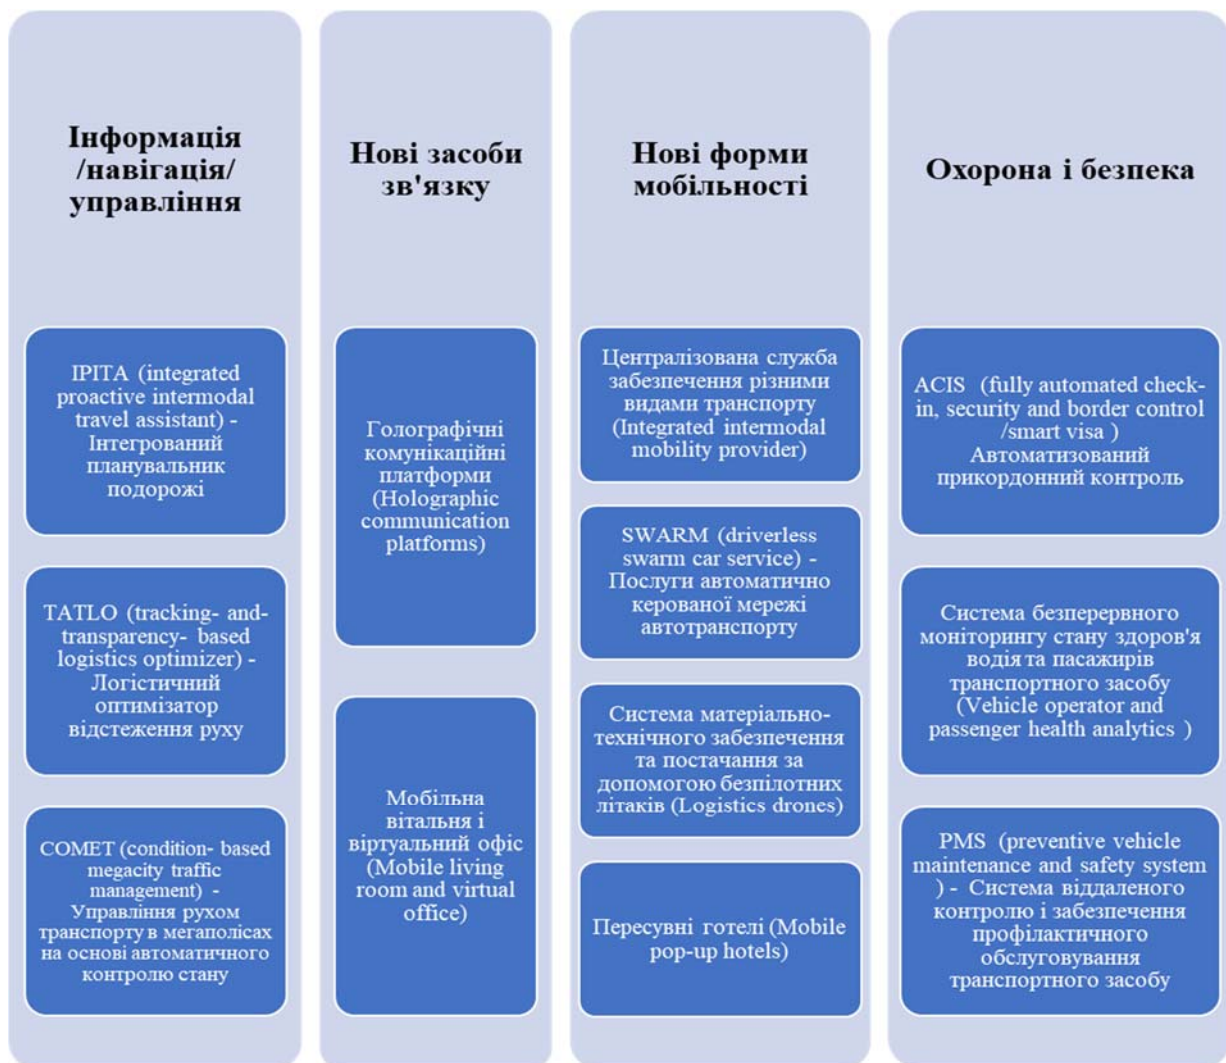 Інформація
/навігація/
управління
IPITA (integrated
proactive intermodal
travel assistant) -
Інтегрований
планувальник
подорожі
TATLO (tracking- and-
transparency- based
logistics optimizer) -
Логістичний
оптимізатор
відстеження руху
COMET (condition- based
megacity traffic
management) -
Управління рухом
транспорту в мегаполісах
на основі автоматичного
контролю стану
Нові засоби
зв'язку
Голографічні
комунікаційні
платформи
(Holographic
communication
platforms)
Мобільна
вітальня і
віртуальний офіс
(Mobile living
room and virtual
office)
Нові форми
мобільності
Централізована служба
забезпечення різними
видами транспорту
(Integrated intermodal
mobility provider)
SWARM (driverless
swarm car service) -
Послуги автоматично
керованої мережі
автотранспорту
Система матеріально-
технічного забезпечення
та постачання за
допомогою безпілотних
літаків (Logistics drones)
Пересувні готелі (Mobile
pop-up hotels)
Охорона і безпека
ACIS (fully automated check-
in, security and border control
/smart visa )
Автоматизований
прикордонний контроль
Система безперервного
моніторингу стану здоров'я
водія та пасажирів
транспортного засобу
(Vehicle operator and
passenger health analytics )
PMS (preventive vehicle
maintenance and safety system
) - Система віддаленого
контролю і забезпечення
профілактичного
обслуговування
транспортного засобу